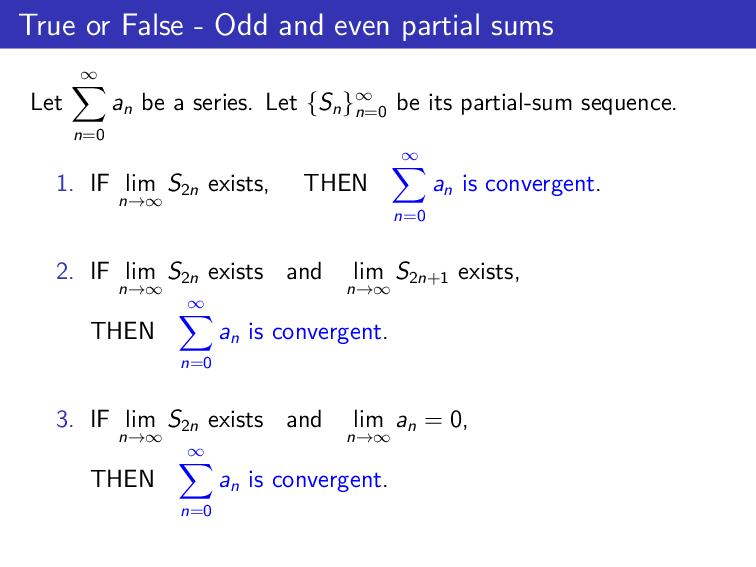 True or False - Odd and even partial sums
Let $\sum_{n=0}^{\infty} a_n$ be a series. Let $\{S_n\}_{n=0}^{\infty}$ be its partial-sum sequence.
1. IF $\lim_{n\to\infty} S_{2n}$ exists, THEN $\sum_{n=0}^{\infty} a_n$ is convergent.
2. IF $\lim_{n\to\infty} S_{2n}$ exists and $\lim_{n\to\infty} S_{2n+1}$ exists,
THEN $\sum_{n=0}^{\infty} a_n$ is convergent.
3. IF $\lim_{n\to\infty} S_{2n}$ exists and $\lim_{n\to\infty} a_n = 0$,
THEN $\sum_{n=0}^{\infty} a_n$ is convergent.